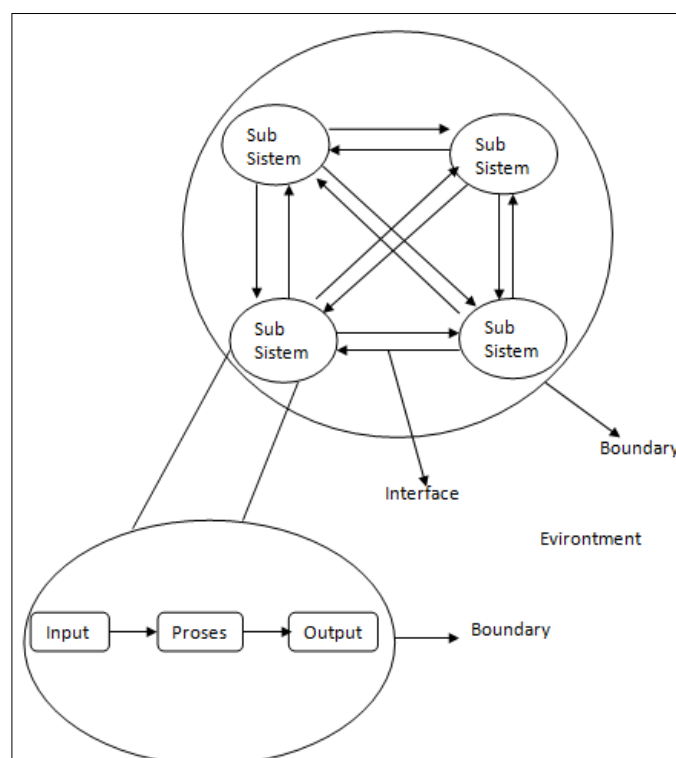 Sub
Sistem
Sub
Sistem
Sub
Sistem
Sub
Sistem
Boundary
Interface
Evirontment
Input
Proses
Output
Boundary